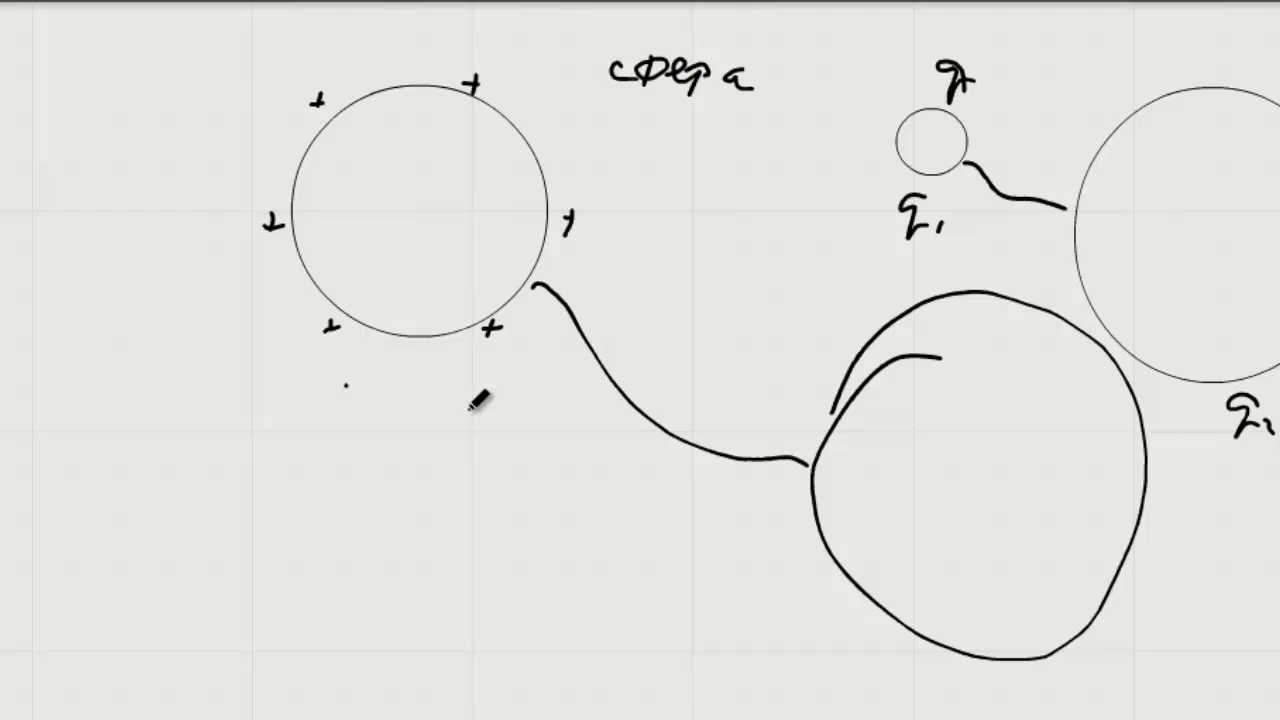 сфера
q
q₁
q₂
+ + + + + +